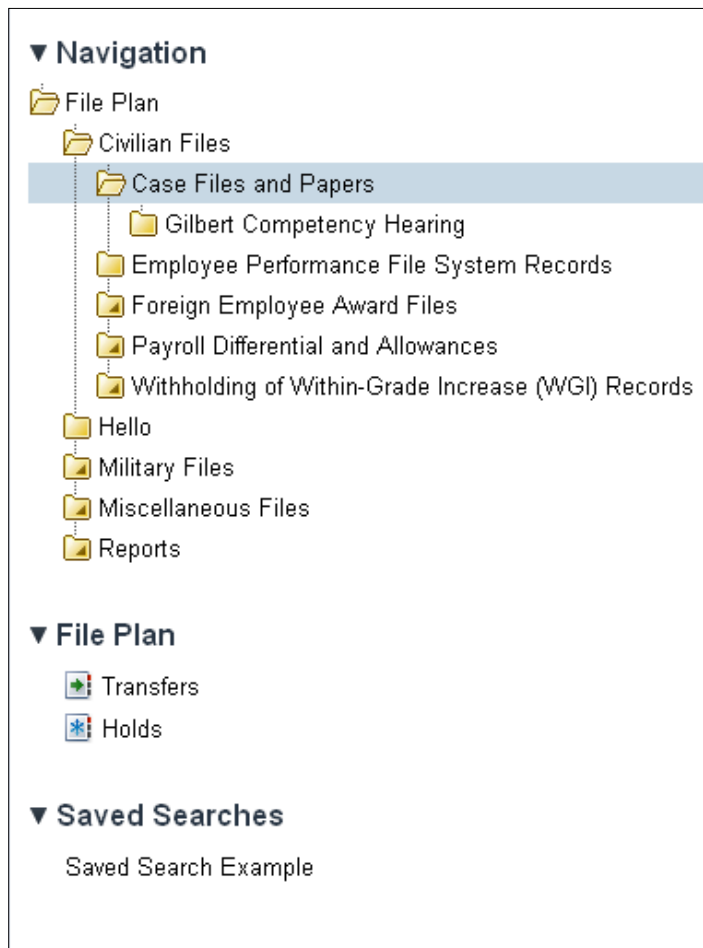 Navigation
File Plan
Civilian Files
Case Files and Papers
Gilbert Competency Hearing
Employee Performance File System Records
Foreign Employee Award Files
Payroll Differential and Allowances
Withholding of Within-Grade Increase (WGI) Records
Hello
Military Files
Miscellaneous Files
Reports
File Plan
Transfers
Holds
Saved Searches
Saved Search Example